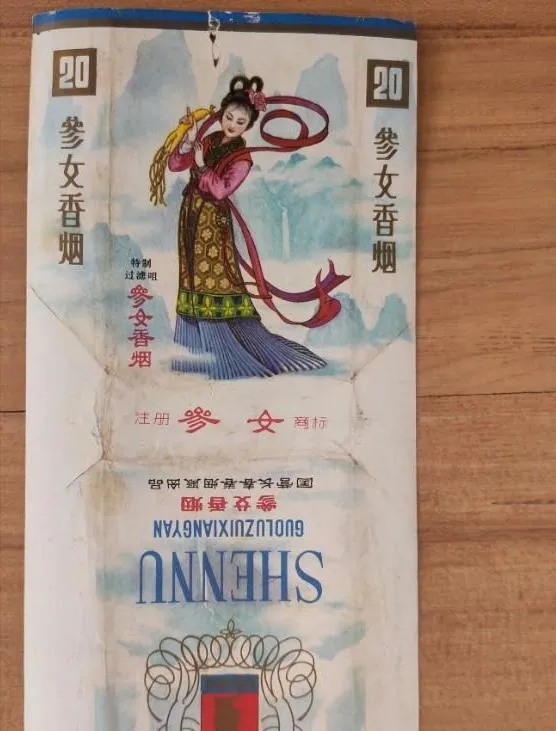 20
参女香烟
20
参女香烟
特制
过滤咀
参女香烟
注册 参女 商标
SHENNU
GUOLUZUIXIANGYAN
参女香烟
国营长春卷烟厂出品